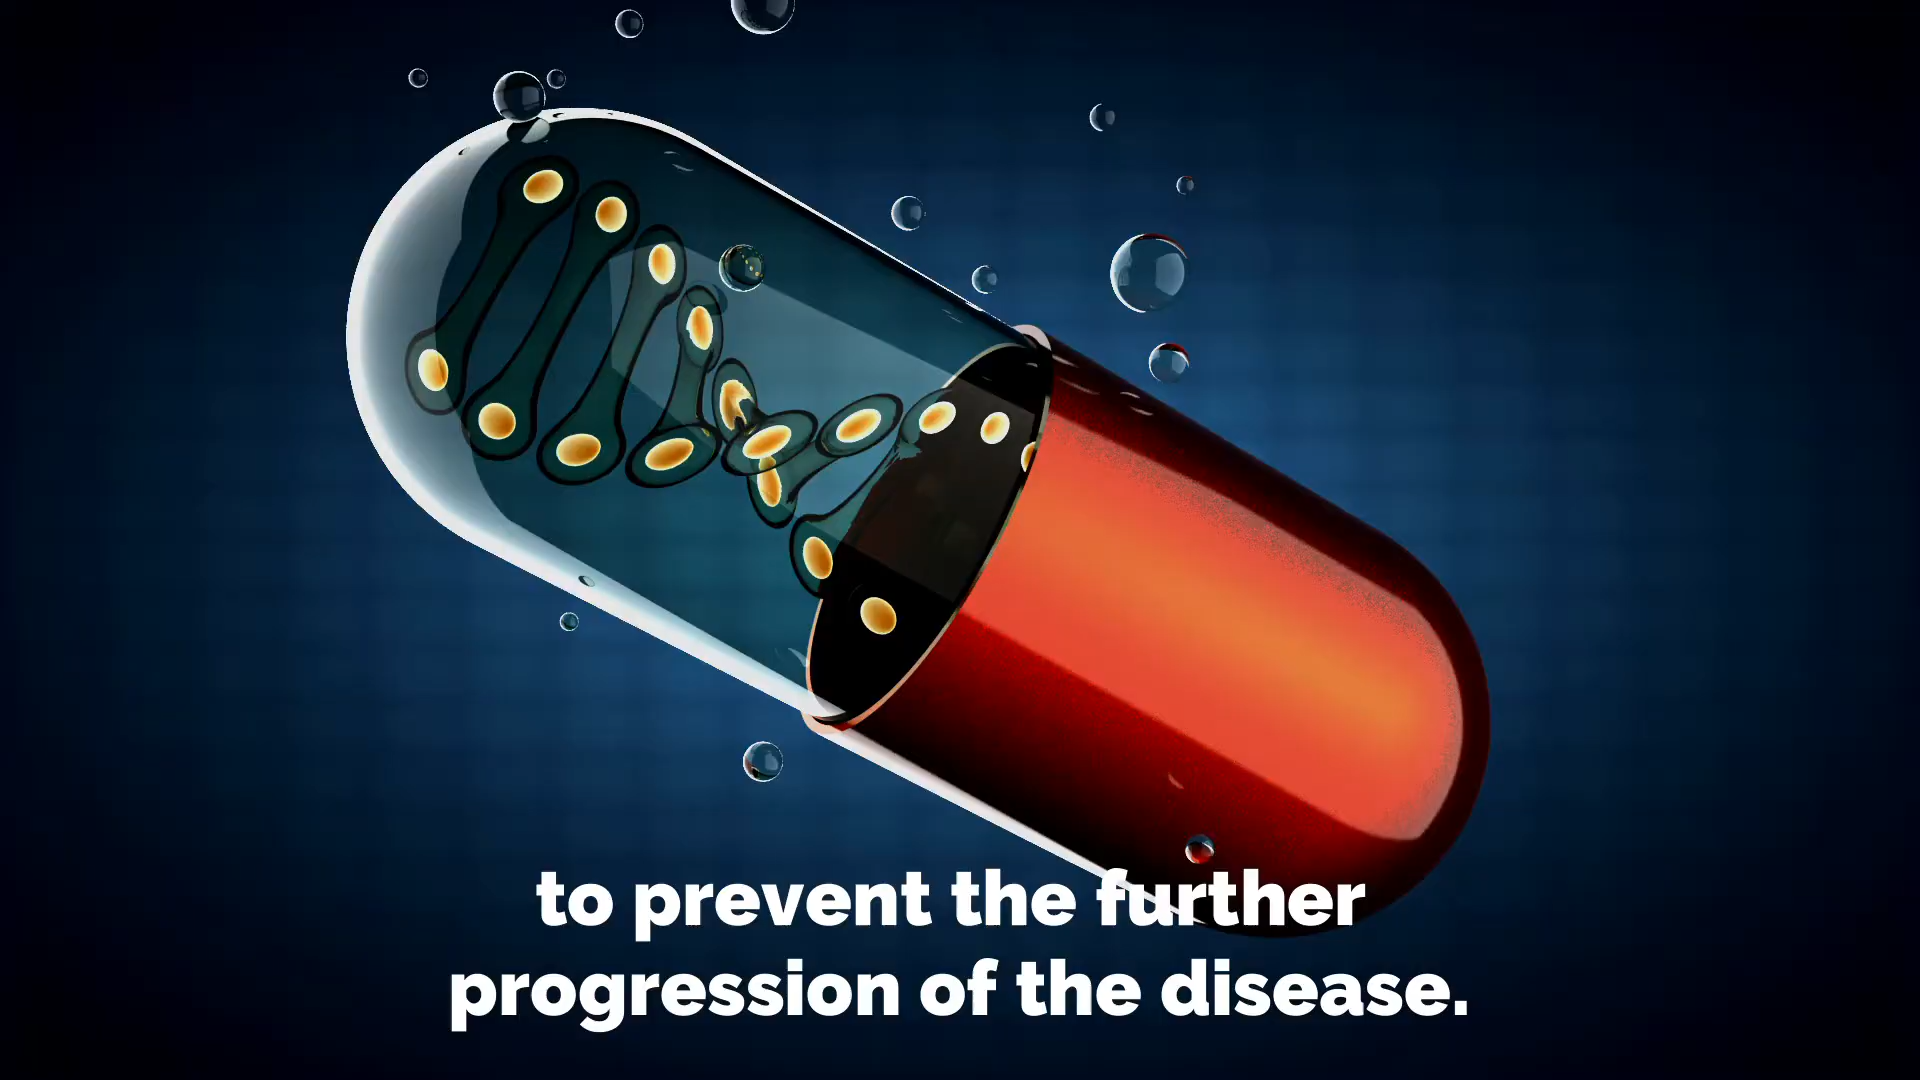 to prevent the further
progression of the disease.